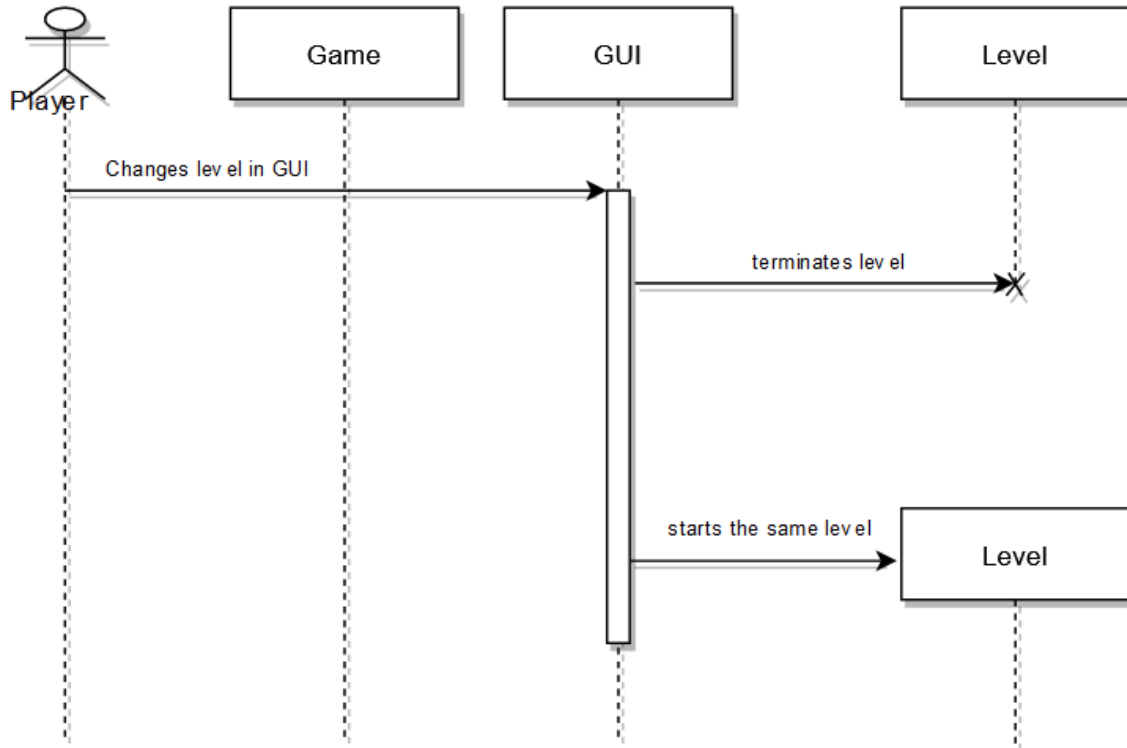 Player
Game
GUI
Level
Changes level in GUI
terminates level
starts the same level
Level